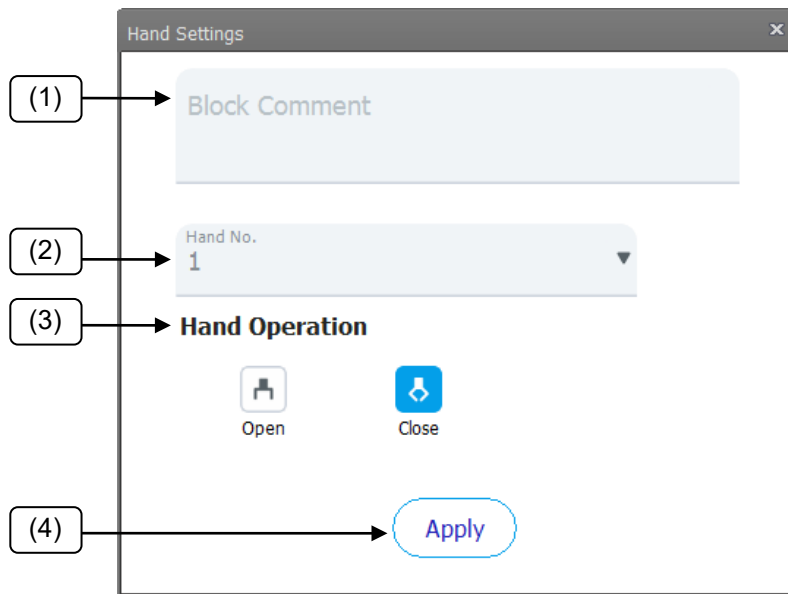 Hand Settings
(1)
Block Comment
(2)
Hand No.
1
(3)
Hand Operation
Open
Close
(4)
Apply